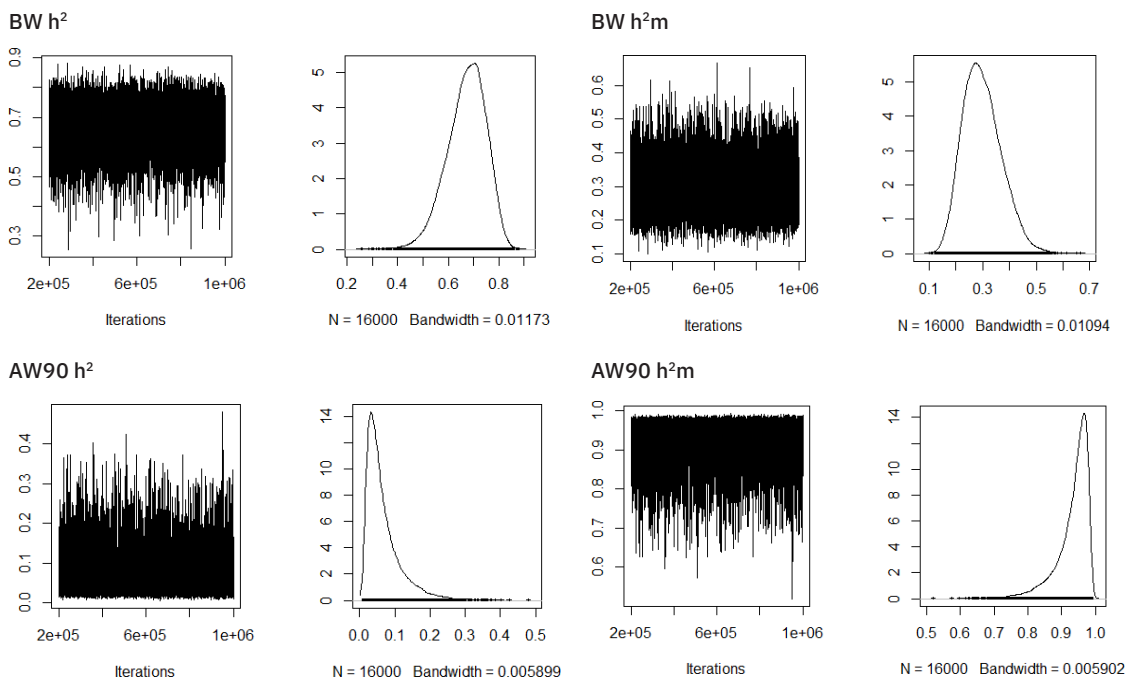 BW h²
BW h²m
0.9
0.7
0.5
0.3
2e+05 6e+05 1e+06
Iterations
5
4
3
2
1
0
0.2 0.4 0.6 0.8
N = 16000 Bandwidth = 0.01173
0.6
0.5
0.4
0.3
0.2
0.1
2e+05 6e+05 1e+06
Iterations
5
4
3
2
1
0
0.1 0.3 0.5 0.7
N = 16000 Bandwidth = 0.01094
AW90 h²
AW90 h²m
0.4
0.3
0.2
0.1
0.0
2e+05 6e+05 1e+06
Iterations
14
10
8
6
4
2
0
0.0 0.1 0.2 0.3 0.4 0.5
N = 16000 Bandwidth = 0.005899
1.0
0.9
0.8
0.7
0.6
2e+05 6e+05 1e+06
Iterations
14
10
8
6
4
2
0
0.5 0.6 0.7 0.8 0.9 1.0
N = 16000 Bandwidth = 0.005902